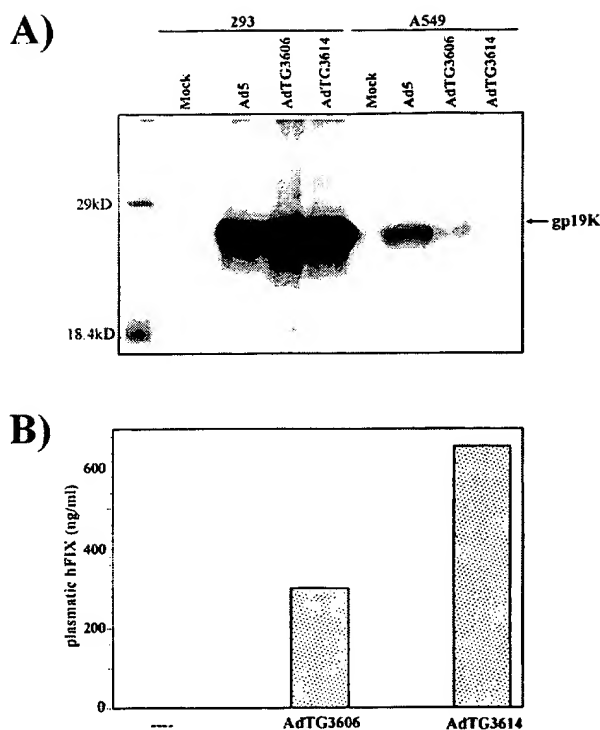 A)
293
A549
Mock
Ad5
AdTG3606
AdTG3614
Mock
Ad5
AdTG3606
AdTG3614
29kD
gp19K
18.4kD
B)
plasmatic hFIX (ng/ml)
600
400
200
0
----
AdTG3606
AdTG3614